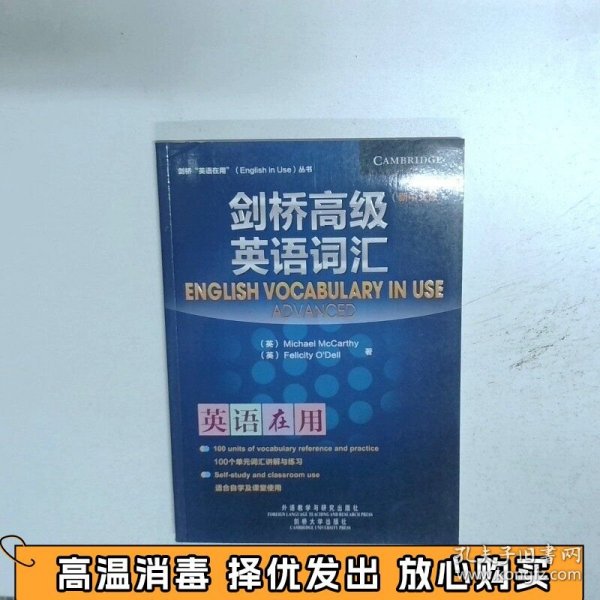 剑桥“英语在用”（English in Use）丛书
CAMBRIDGE
剑桥高级
英语词汇
ENGLISH VOCABULARY IN USE
ADVANCED
（英） Michael McCarthy
（英） Felicity O'Dell 著
英语在用
100 units of vocabulary reference and practice
100个单元词汇讲解与练习
Self-study and classroom use
适合自学及课堂使用
外语教学与研究出版社
FOREIGN LANGUAGE TEACHING AND RESEARCH PRESS
剑桥大学出版社
CAMBRIDGE UNIVERSITY PRESS
孔夫子旧书网
www.kongfz.com
高温消毒 择优发出 放心购买